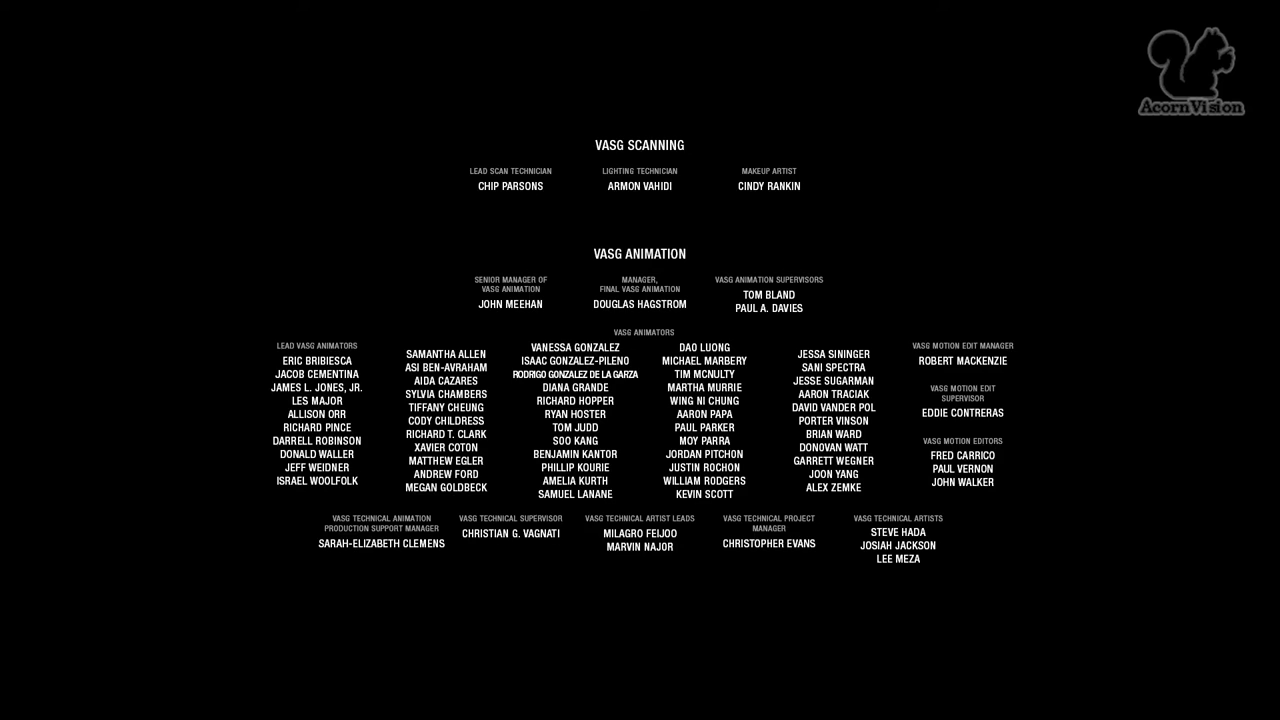 AcornVision
VASG SCANNING
LEAD SCAN TECHNICIAN
CHIP PARSONS
LIGHTING TECHNICIAN
ARMON VAHIDI
MAKEUP ARTIST
CINDY RANKIN
VASG ANIMATION
SENIOR MANAGER OF
VASG ANIMATION
JOHN MEEHAN
MANAGER,
FINAL VASG ANIMATION
DOUGLAS HAGSTROM
VASG ANIMATION SUPERVISORS
TOM BLAND
PAUL A. DAVIES
LEAD VASG ANIMATORS
ERIC BRIBIESCA
JACOB CEMENTINA
JAMES L. JONES, JR.
LES MAJOR
ALLISON ORR
RICHARD PINCE
DARRELL ROBINSON
DONALD WALLER
JEFF WEIDNER
ISRAEL WOOLFOLK
VASG ANIMATORS
SAMANTHA ALLEN
ASI BEN-AVRAHAM
AIDA CAZARES
SYLVIA CHAMBERS
TIFFANY CHEUNG
CODY CHILDRESS
RICHARD T. CLARK
XAVIER COTON
MATTHEW EGLER
ANDREW FORD
MEGAN GOLDBECK
VANESSA GONZALEZ
ISAAC GONZALEZ-PILENO
RODRIGO GONZALEZ DE LA GARZA
DIANA GRANDE
RICHARD HOPPER
RYAN HOSTER
TOM JUDD
SOO KANG
BENJAMIN KANTOR
PHILLIP KOURIE
AMELIA KURTH
SAMUEL LANANE
DAO LUONG
MICHAEL MARBERY
TIM MCNULTY
MARTHA MURRIE
WING NI CHUNG
AARON PAPA
PAUL PARKER
MOY PARRA
JORDAN PITCHON
JUSTIN ROCHON
WILLIAM RODGERS
KEVIN SCOTT
JESSA SININGER
SANI SPECTRA
JESSE SUGARMAN
AARON TRACIAK
DAVID VANDER POL
PORTER VINSON
BRIAN WARD
DONOVAN WATT
GARRETT WEGNER
JOON YANG
ALEX ZEMKE
VASG MOTION EDIT MANAGER
ROBERT MACKENZIE
VASG MOTION EDIT
SUPERVISOR
EDDIE CONTRERAS
VASG MOTION EDITORS
FRED CARRICO
PAUL VERNON
JOHN WALKER
VASG TECHNICAL ANIMATION
PRODUCTION SUPPORT MANAGER
SARAH-ELIZABETH CLEMENS
VASG TECHNICAL SUPERVISOR
CHRISTIAN G. VAGNATI
VASG TECHNICAL ARTIST LEADS
MILAGRO FEIJOO
MARVIN NAJOR
VASG TECHNICAL PROJECT
MANAGER
CHRISTOPHER EVANS
VASG TECHNICAL ARTISTS
STEVE HADA
JOSIAH JACKSON
LEE MEZA